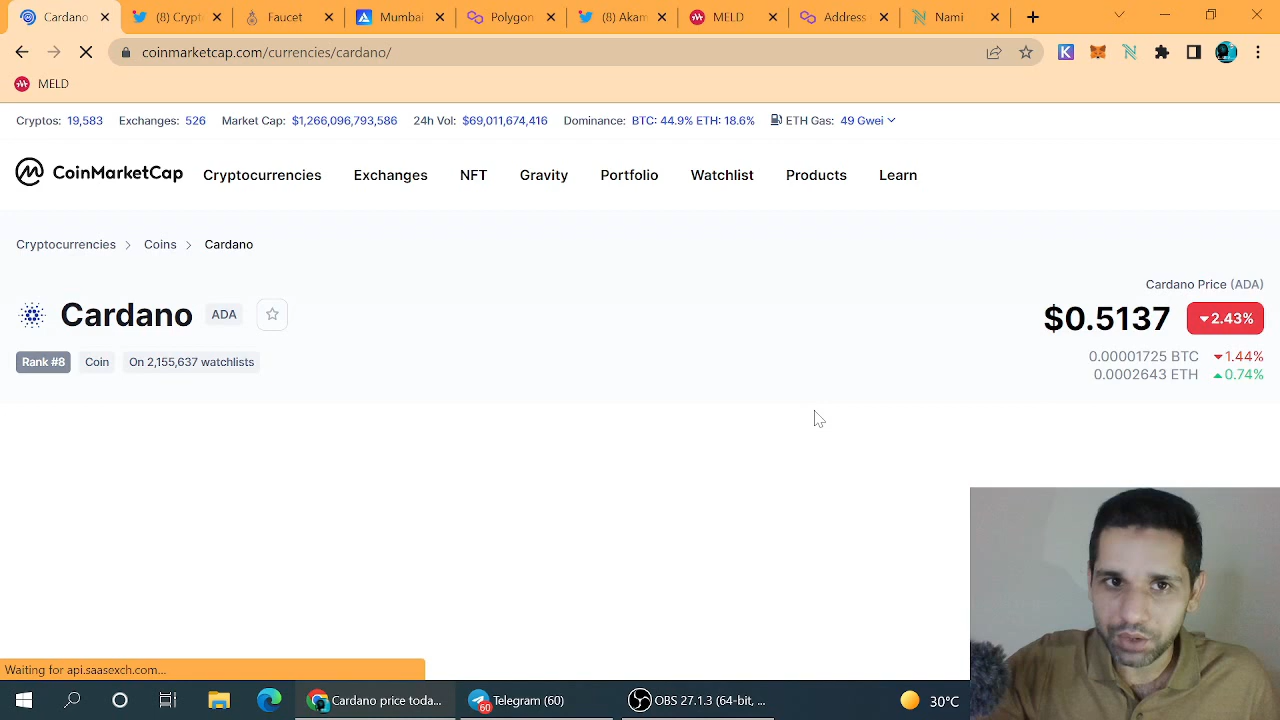 Cardano
(8) Crypt
Faucet
Mumbai
Polygon
(8) Akam
MELD
Address
Nami
coinmarketcap.com/currencies/cardano/
MELD
Cryptos: 19,583 Exchanges: 526 Market Cap: $1,266,096,793,586 24h Vol: $69,011,674,416 Dominance: BTC: 44.9% ETH: 18.6% ETH Gas: 49 Gwei
CoinMarketCap Cryptocurrencies Exchanges NFT Gravity Portfolio Watchlist Products Learn
Cryptocurrencies > Coins > Cardano
Cardano Price (ADA)
Cardano ADA
$0.5137 2.43%
0.00001725 BTC 1.44%
Rank #8 Coin On 2,155,637 watchlists
0.0002643 ETH 0.74%
Waiting for api.saasexch.com...
Cardano price toda...
Telegram (60)
60
OBS 27.1.3 (64-bit, ...
30°C